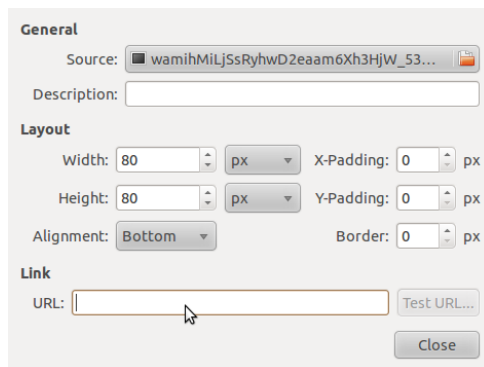 General
Source: wamihMiLjSsRyhwD2eaam6Xh3HjW_53...
Description:
Layout
Width: 80 px X-Padding: 0 px
Height: 80 px Y-Padding: 0 px
Alignment: Bottom Border: 0 px
Link
URL: Test URL...
Close